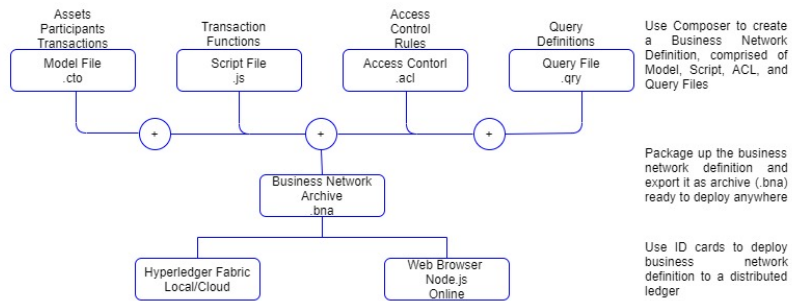 Assets
Participants
Transactions
Model File
.cto
Transaction
Functions
Script File
.js
Access
Control
Rules
Access Contorl
.acl
Query
Definitions
Query File
.qry
Use Composer to create
a Business Network
Definition, comprised of
Model, Script, ACL, and
Query Files
+
+
+
Business Network
Archive
.bna
Package up the business
network definition and
export it as archive (.bna)
ready to deploy anywhere
Hyperledger Fabric
Local/Cloud
Web Browser
Node.js
Online
Use ID cards to deploy
business network
definition to a distributed
ledger